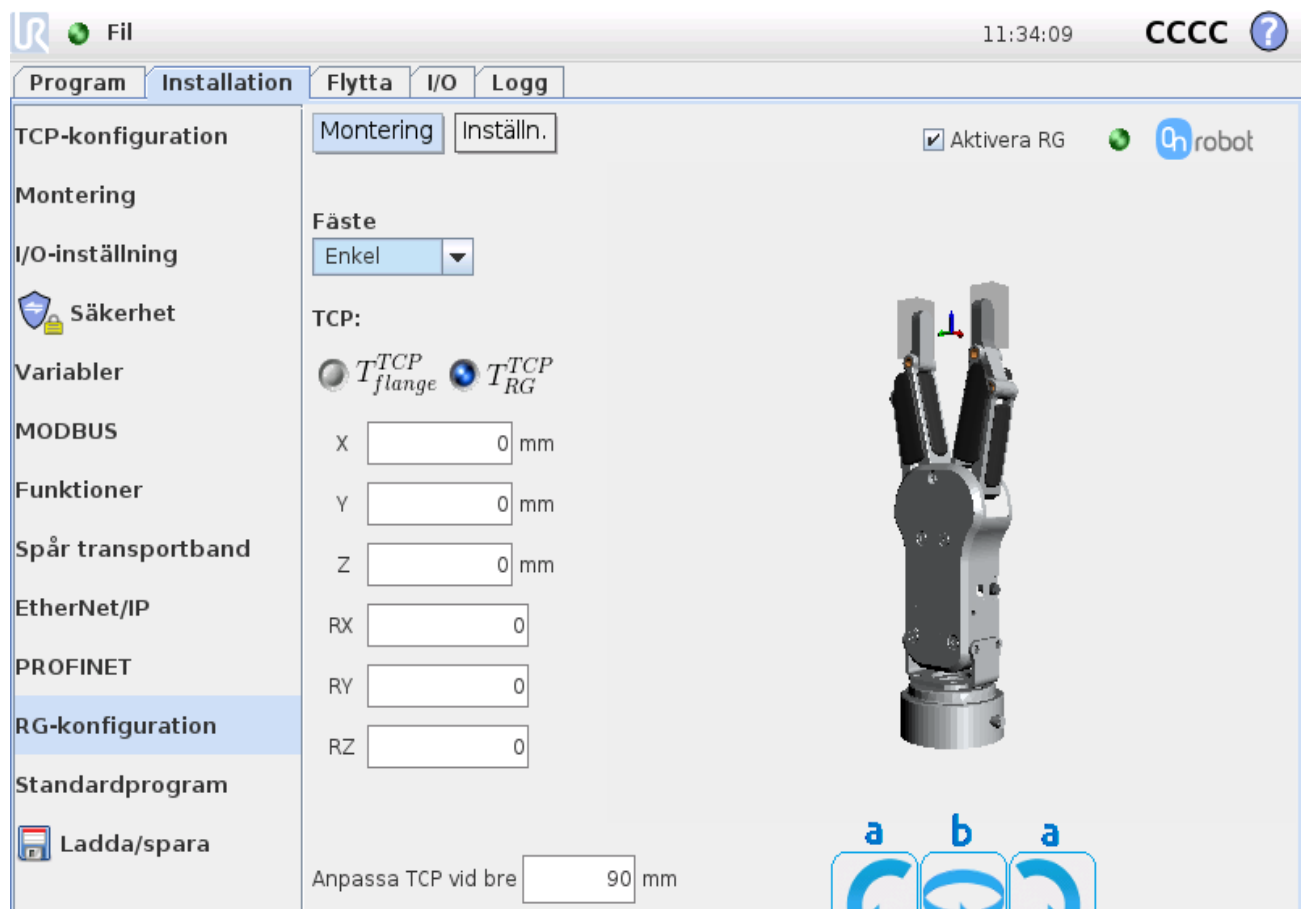 UR Fil 11:34:09 CCCC ?
Program Installation Flytta I/O Logg
TCP-konfiguration
Montering
I/O-inställning
Säkerhet
Variabler
MODBUS
Funktioner
Spår transportband
EtherNet/IP
PROFINET
RG-konfiguration
Standardprogram
Ladda/spara
Montering Inställn.
Aktivera RG
On robot
Fäste
Enkel
TCP:
T^{TCP}_{flange} T^{TCP}_{RG}
X 0 mm
Y 0 mm
Z 0 mm
RX 0
RY 0
RZ 0
Anpassa TCP vid bre 90 mm
a b a